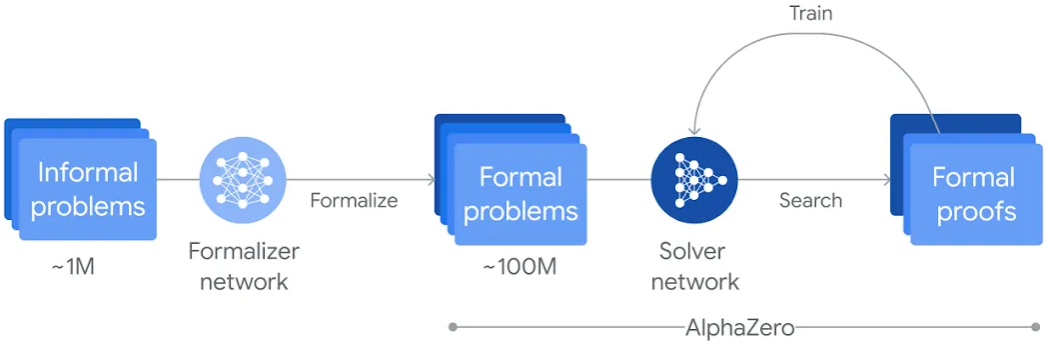 Train
Informal
problems
~1M
Formalizer
network
Formalize
Formal
problems
~100M
Solver
network
Search
Formal
proofs
AlphaZero